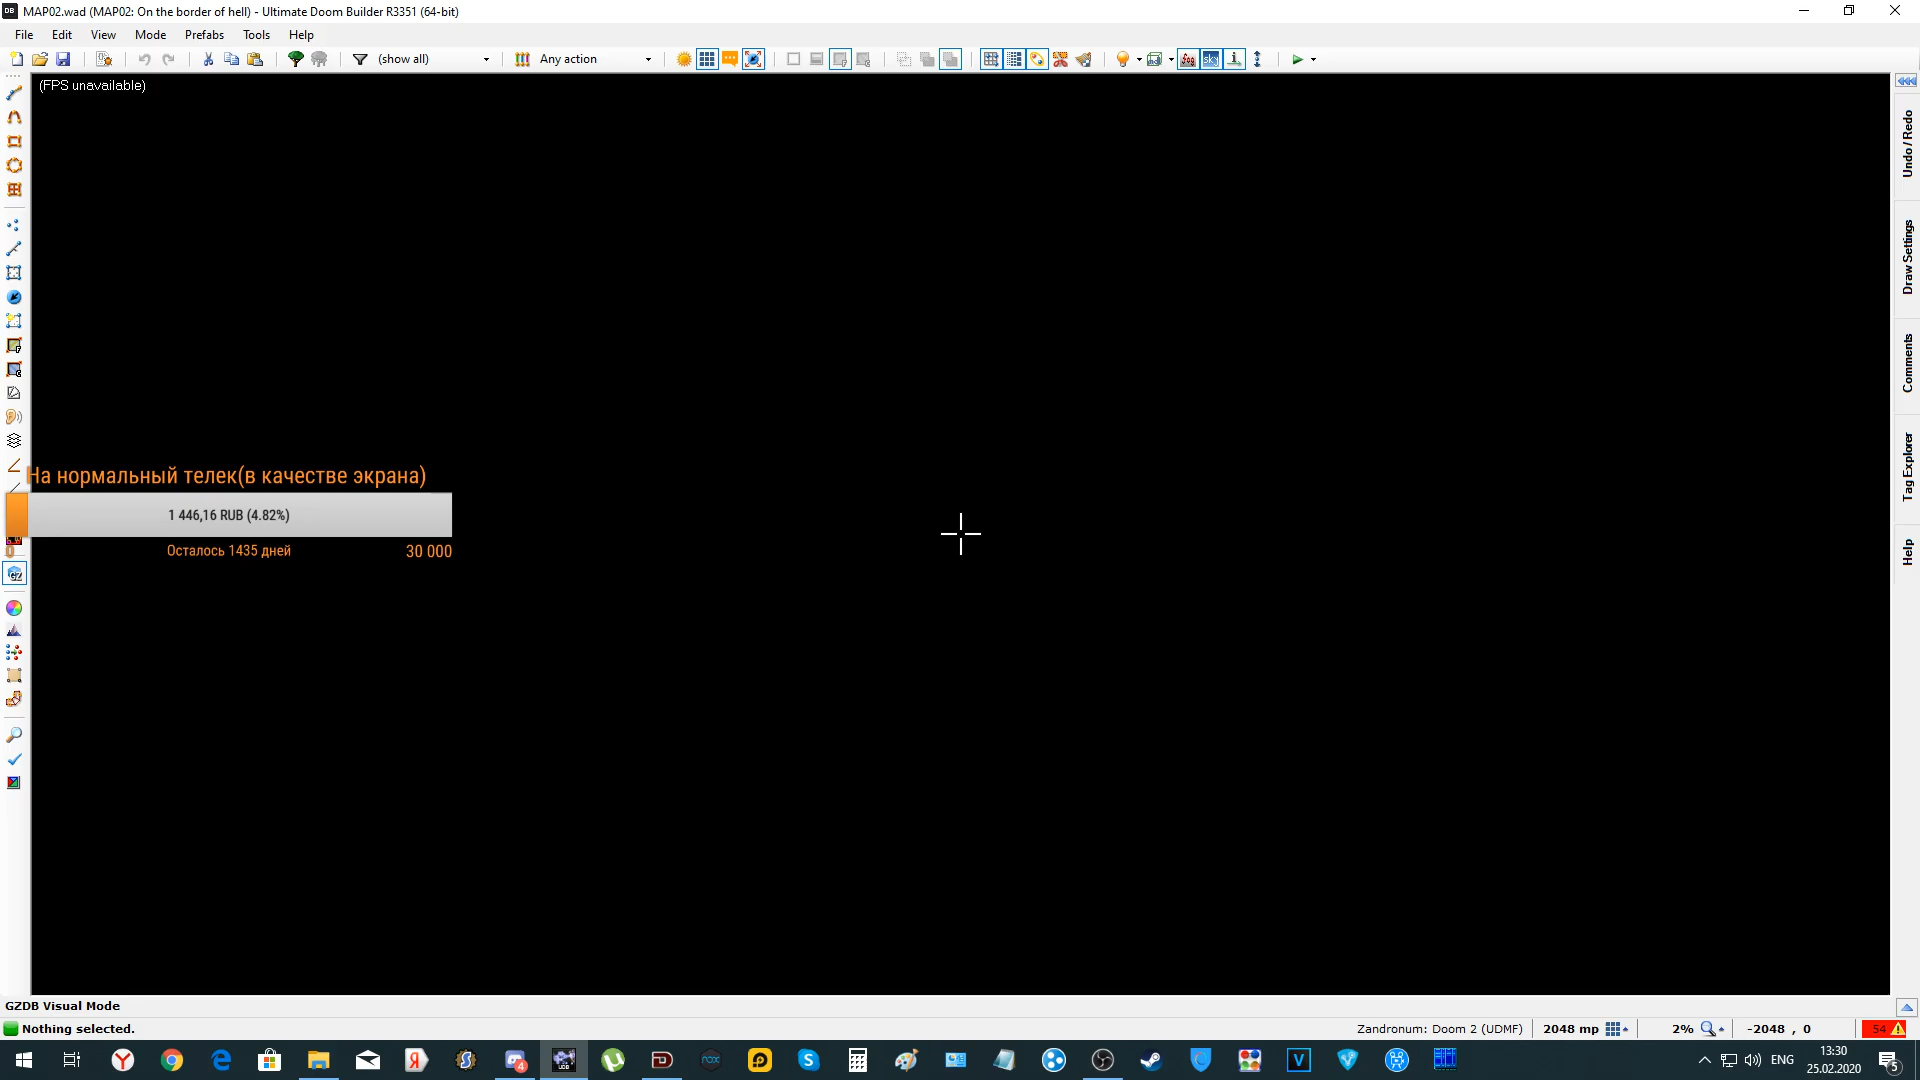 MAP02.wad (MAP02: On the border of hell) - Ultimate Doom Builder R3351 (64-bit)
File Edit View Mode Prefabs Tools Help
(show all) Any action
(FPS unavailable)
Undo / Redo
Draw Settings
Comments
Tag Explorer
Help
На нормальный телек(в качестве экрана)
1 446,16 RUB (4.82%)
0 Осталось 1435 дней 30 000
GZDB Visual Mode
Nothing selected. Zandronum: Doom 2 (UDMF) 2048 mp 2% -2048 , 0 54
ENG 13:30
25.02.2020